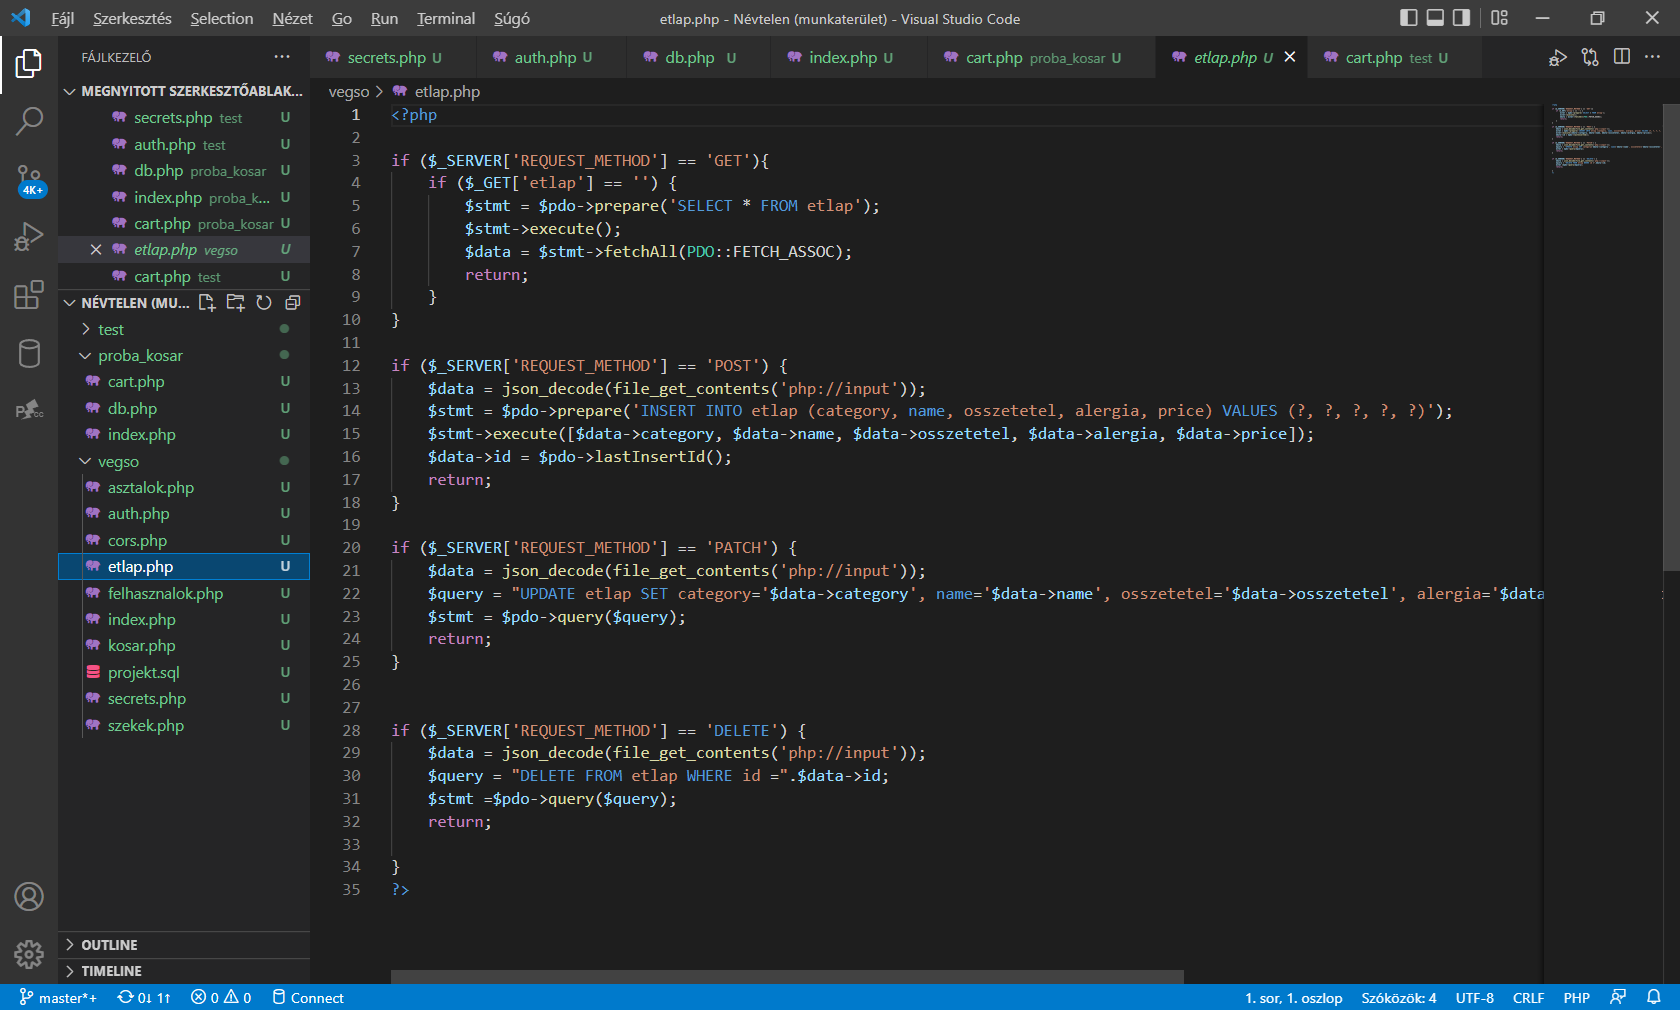 Fájl Szerkesztés Selection Nézet Go Run Terminal Súgó
etlap.php - Névtelen (munkaterület) - Visual Studio Code
FÁJLKEZELŐ ···
secrets.php U
auth.php U
db.php U
index.php U
cart.php proba_kosar U
etlap.php U
cart.php test U
MEGNYITOTT SZERKESZTŐABLAK...
secrets.php test U
auth.php test U
db.php proba_kosar U
index.php proba_k... U
cart.php proba_kosar U
etlap.php vegso U
cart.php test U
NÉVTELEN (MU...
test
proba_kosar
cart.php U
db.php U
index.php U
vegso
asztalok.php U
auth.php U
cors.php U
etlap.php U
felhasznalok.php U
index.php U
kosar.php U
projekt.sql U
secrets.php U
szekek.php U
OUTLINE
TIMELINE
4K+
vegso > etlap.php
1 <?php
2
3 if ($_SERVER['REQUEST_METHOD'] == 'GET'){
4     if ($_GET['etlap'] == '') {
5         $stmt = $pdo->prepare('SELECT * FROM etlap');
6         $stmt->execute();
7         $data = $stmt->fetchAll(PDO::FETCH_ASSOC);
8         return;
9     }
10 }
11
12 if ($_SERVER['REQUEST_METHOD'] == 'POST') {
13     $data = json_decode(file_get_contents('php://input'));
14     $stmt = $pdo->prepare('INSERT INTO etlap (category, name, osszetetel, alergia, price) VALUES (?, ?, ?, ?, ?)');
15     $stmt->execute([$data->category, $data->name, $data->osszetetel, $data->alergia, $data->price]);
16     $data->id = $pdo->lastInsertId();
17     return;
18 }
19
20 if ($_SERVER['REQUEST_METHOD'] == 'PATCH') {
21     $data = json_decode(file_get_contents('php://input'));
22     $query = "UPDATE etlap SET category='$data->category', name='$data->name', osszetetel='$data->osszetetel', alergia='$data
23     $stmt = $pdo->query($query);
24     return;
25 }
26
27
28 if ($_SERVER['REQUEST_METHOD'] == 'DELETE') {
29     $data = json_decode(file_get_contents('php://input'));
30     $query = "DELETE FROM etlap WHERE id =".$data->id;
31     $stmt =$pdo->query($query);
32     return;
33
34 }
35 ?>
master*+ 0↓ 1↑ 0 0 Connect
1. sor, 1. oszlop Szóközök: 4 UTF-8 CRLF PHP